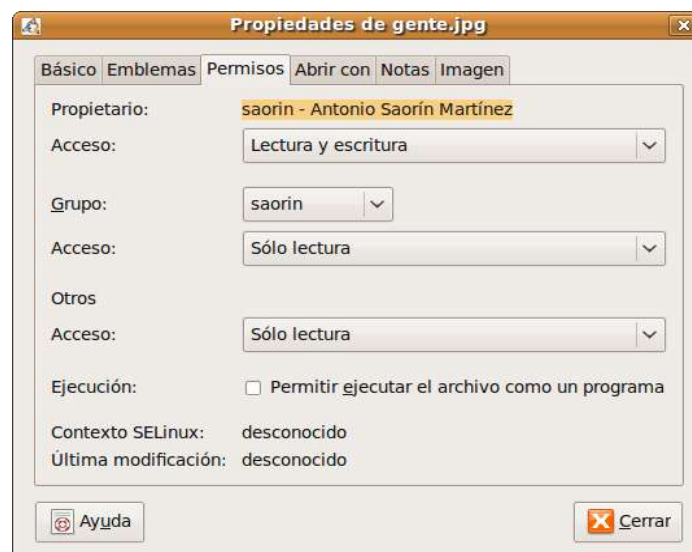 Propiedades de gente.jpg
Básico Emblemas Permisos Abrir con Notas Imagen
Propietario: saorin - Antonio Saorín Martínez
Acceso: Lectura y escritura
Grupo: saorin
Acceso: Sólo lectura
Otros
Acceso: Sólo lectura
Ejecución: Permitir ejecutar el archivo como un programa
Contexto SELinux: desconocido
Última modificación: desconocido
Ayuda Cerrar